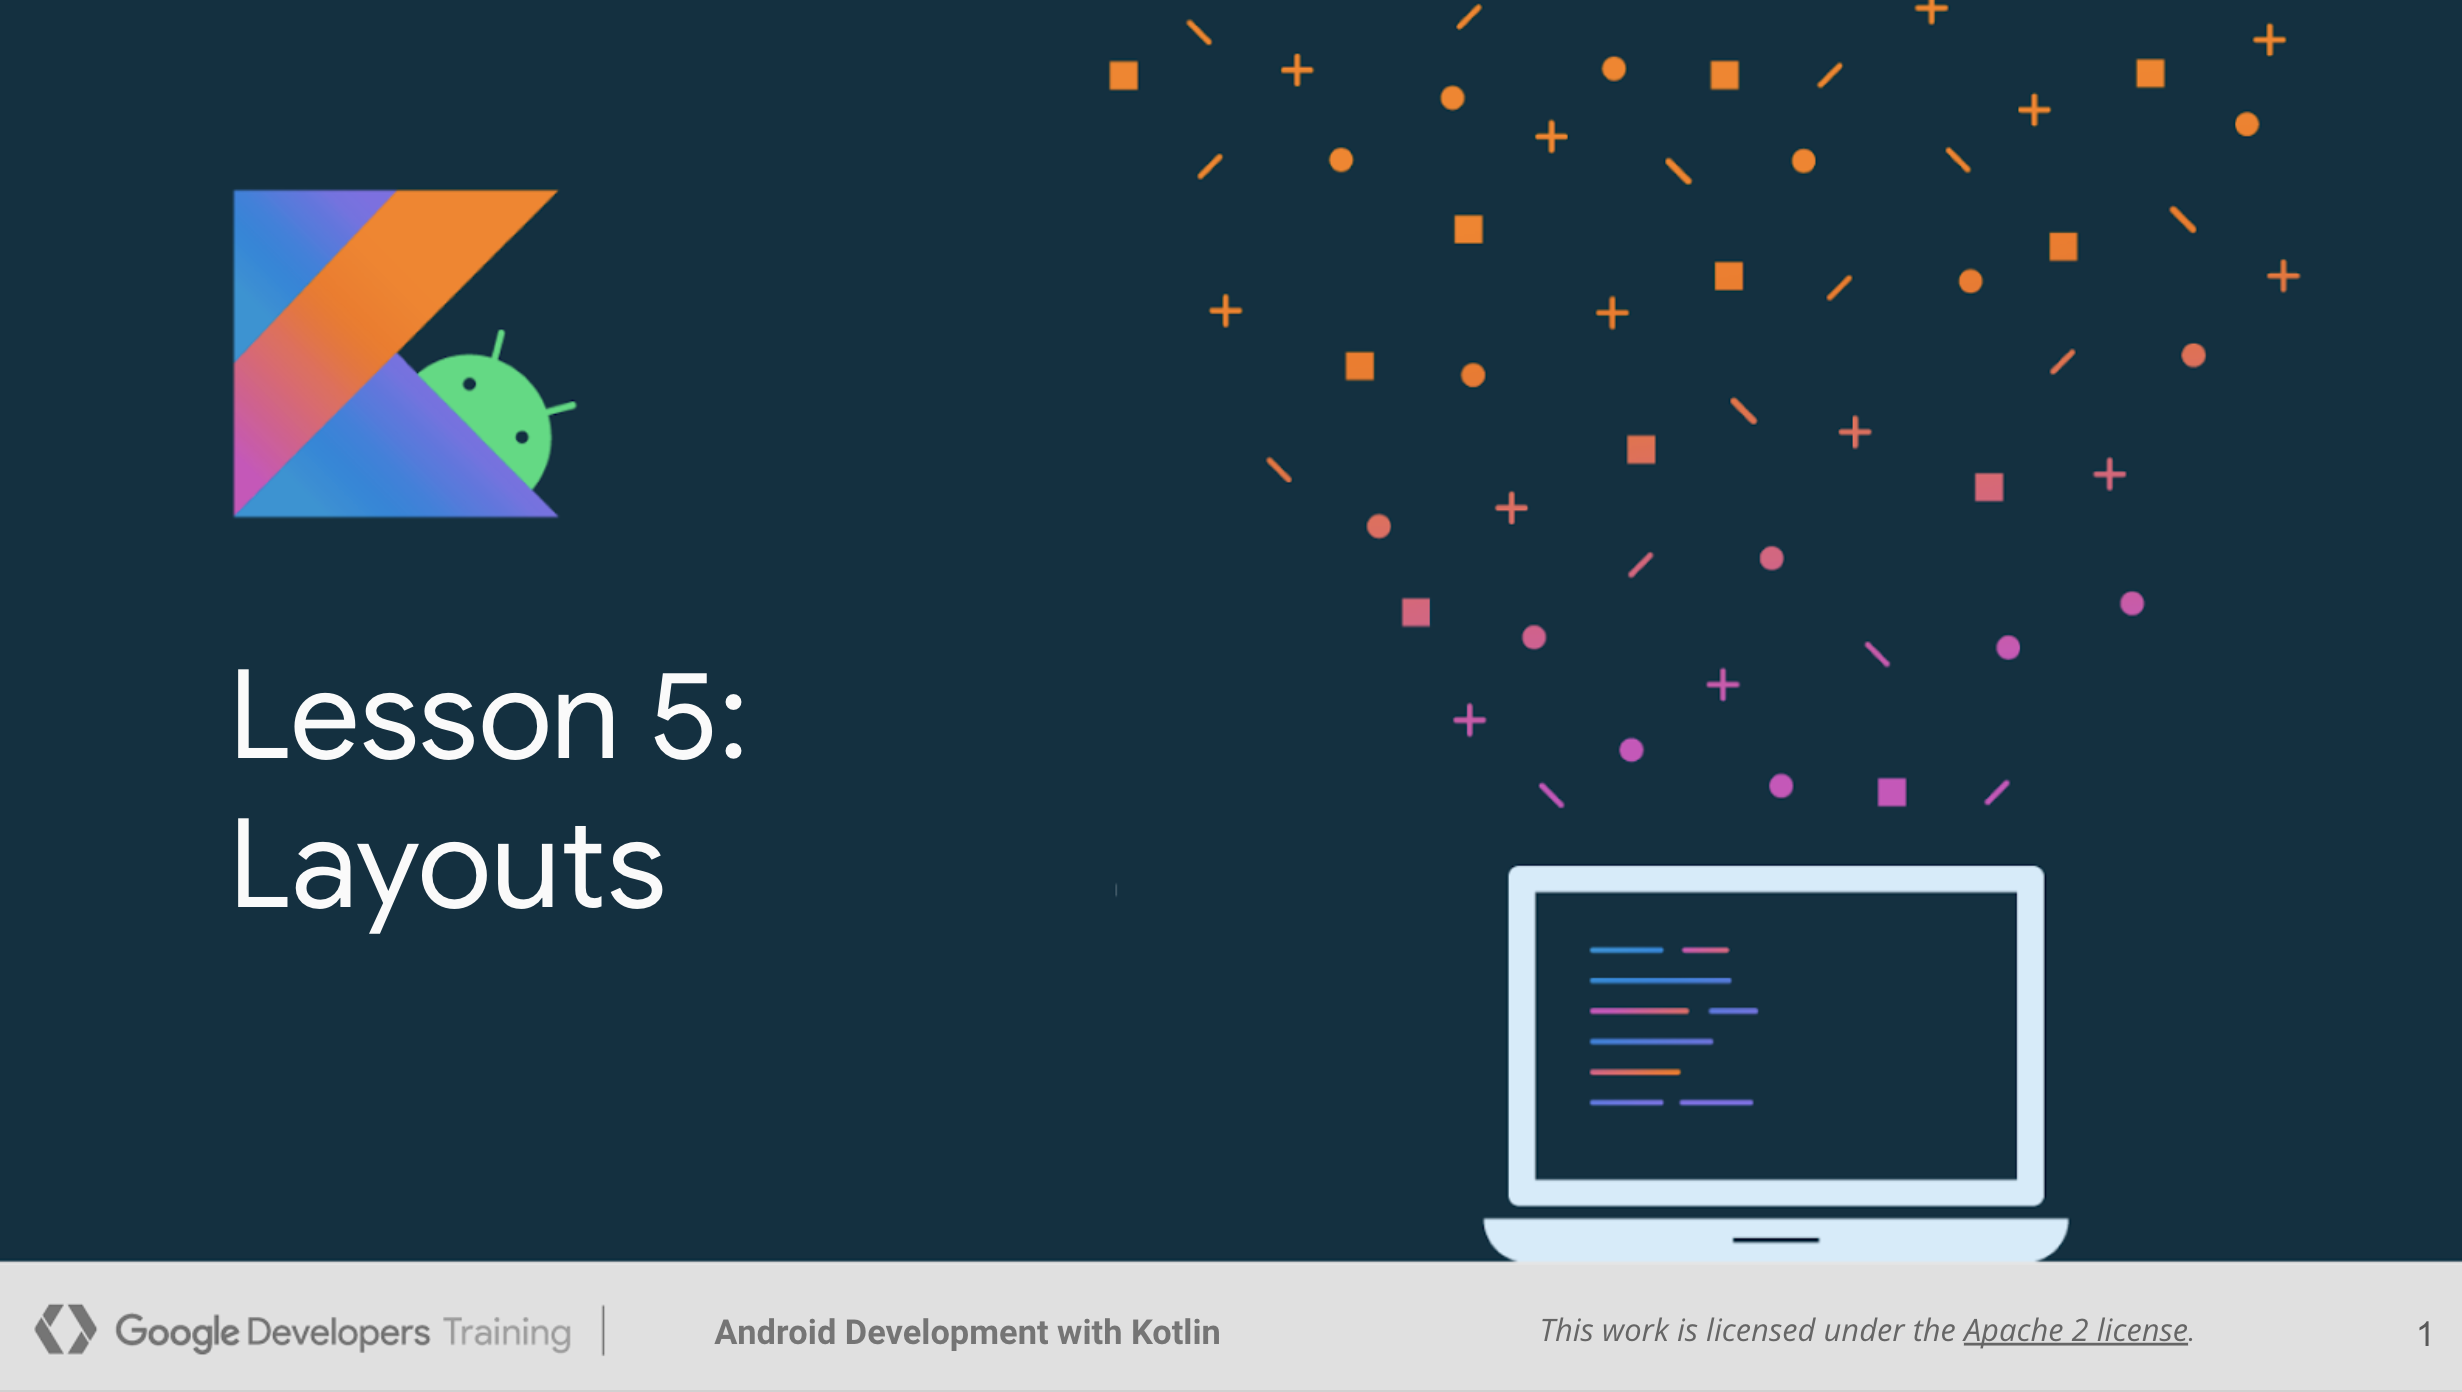 Lesson 5:
Layouts
Google Developers Training
Android Development with Kotlin
This work is licensed under the Apache 2 license.
1